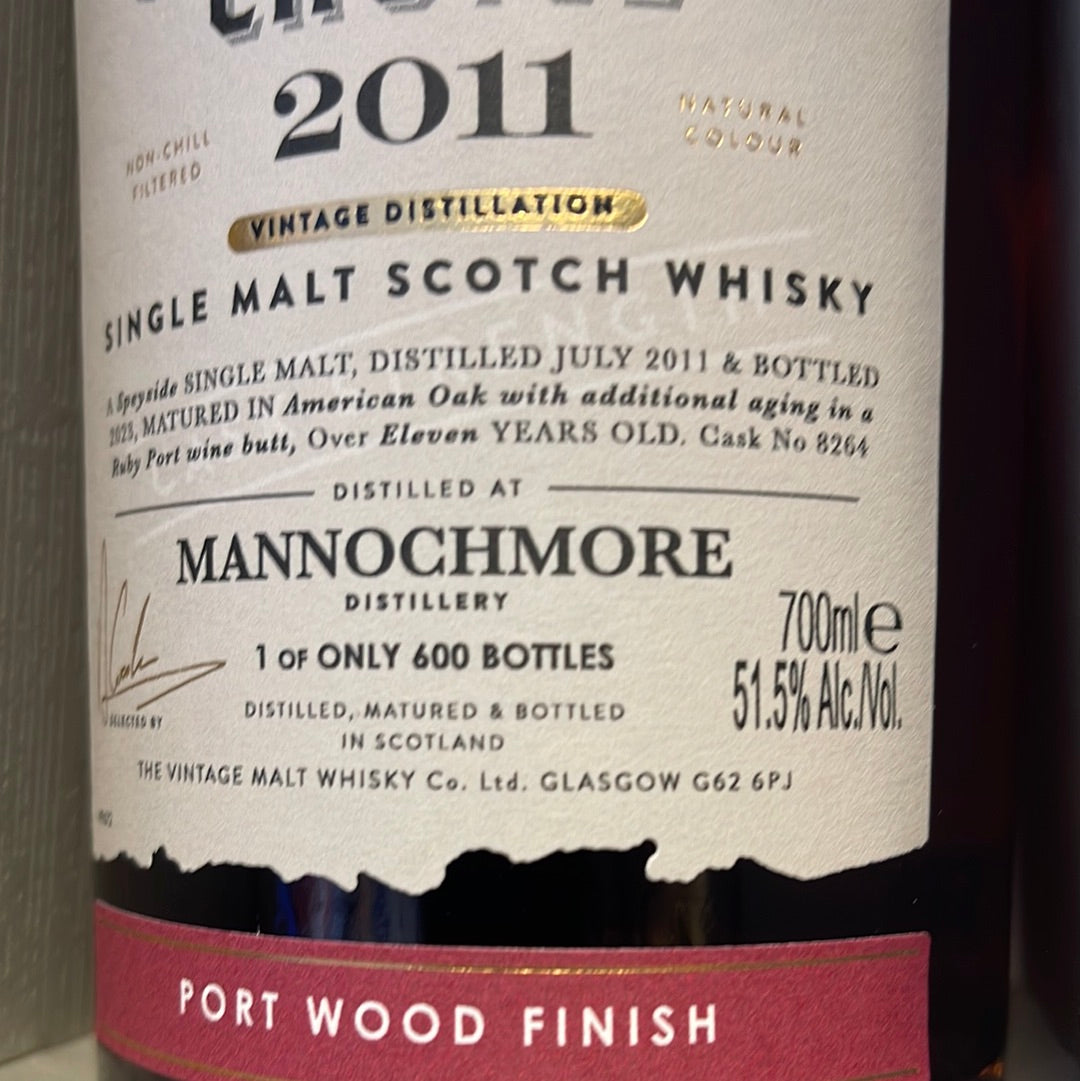 2011
NON-CHILL
FILTERED
NATURAL
COLOUR
VINTAGE DISTILLATION
SINGLE MALT SCOTCH WHISKY
A Speyside SINGLE MALT, DISTILLED JULY 2011 & BOTTLED
2023, MATURED IN American Oak with additional aging in a
Ruby Port wine butt, Over Eleven YEARS OLD. Cask No 8264
DISTILLED AT
MANNOCHMORE
DISTILLERY
700ml e
1 OF ONLY 600 BOTTLES
51.5% Alc./Vol.
SELECTED BY
DISTILLED, MATURED & BOTTLED
IN SCOTLAND
THE VINTAGE MALT WHISKY Co. Ltd. GLASGOW G62 6PJ
PORT WOOD FINISH